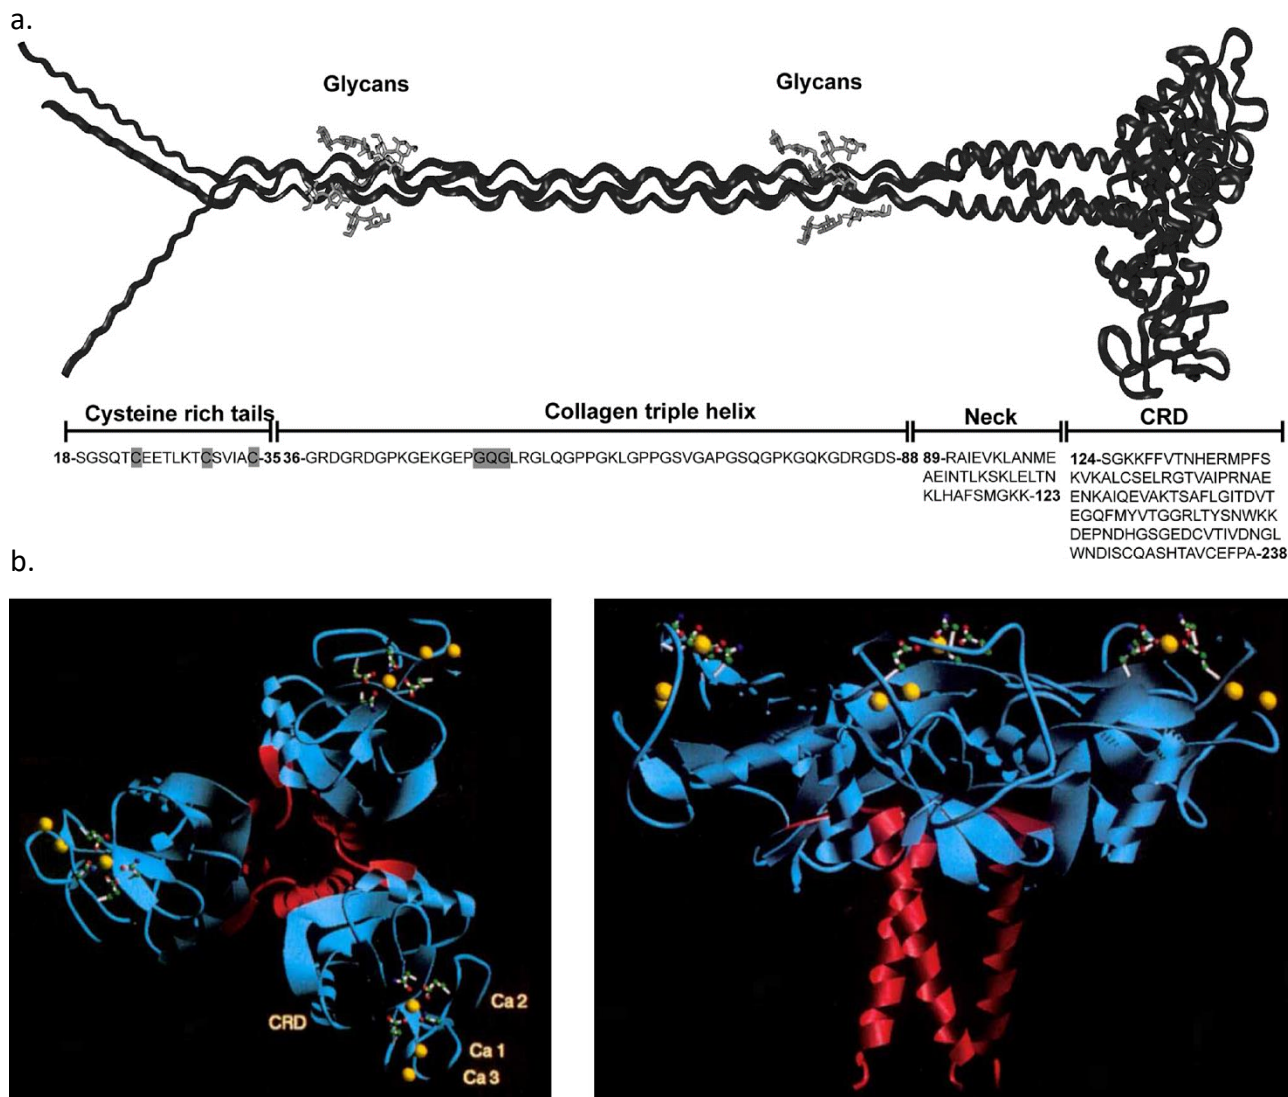 a.
Glycans
Glycans
Cysteine rich tails
Collagen triple helix
Neck
CRD
18-SGSQTCEETLKTCSVIAC-35
36-GRDGRDGPKGEKGEPGQGLRGLQGPPGKLGPPGSVGAPGSQGPKGQKGDRGDS-88
89-RAIEVKLANME
AEINTLKSKLELTN
KLHAFSMGKK-123
124-SGKKFFVTNHERMPFS
KVKALCSELRGTVAIPRNAE
ENKAIQEVAKTSAFLGITDVT
EGQFMYVTGGRLTYSNWKK
DEPNDHGSGEDCVTIVDNGL
WNDISCQASHTAVCEFPA-238
b.
Ca 2
CRD
Ca 1
Ca 3